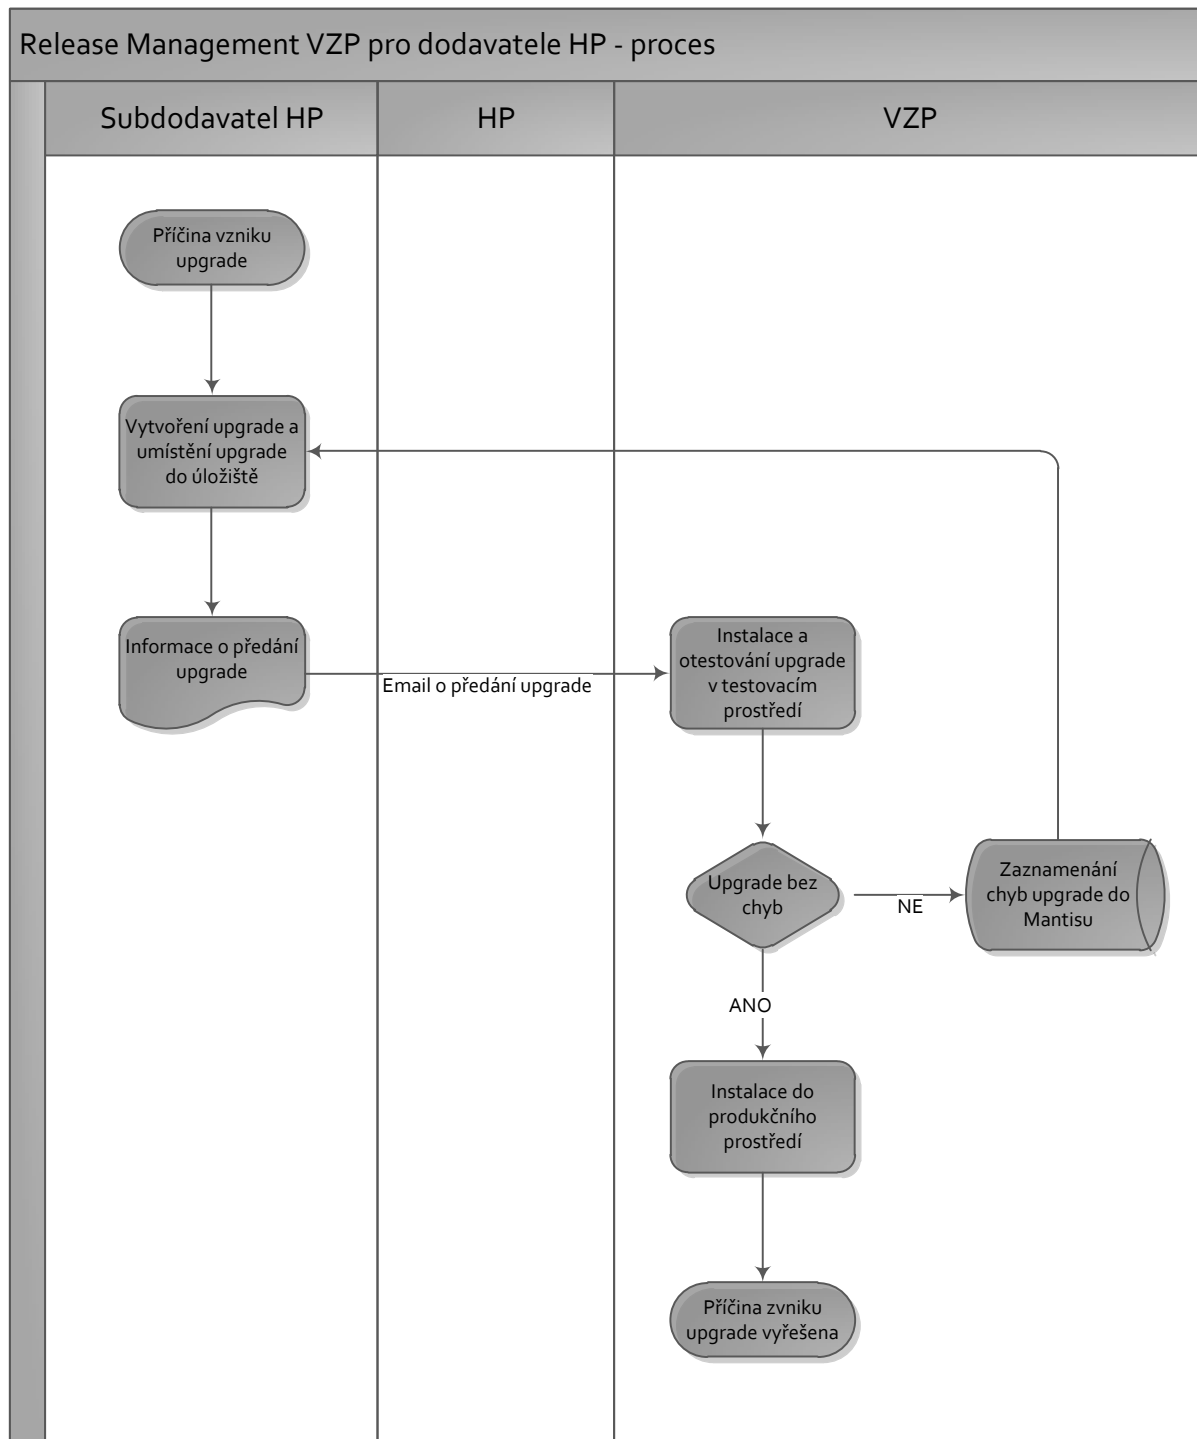 Release Management VZP pro dodavatele HP - proces
Subdodavatel HP
HP
VZP
Příčina vzniku
upgrade
Vytvoření upgrade a
umístění upgrade
do úložiště
Informace o předání
upgrade
Email o předání upgrade
Instalace a
otestování upgrade
v testovacím
prostředí
Upgrade bez
chyb
NE
Zaznamenání
chyb upgrade do
Mantisu
ANO
Instalace do
produkčního
prostředí
Příčina zvniku
upgrade vyřešena